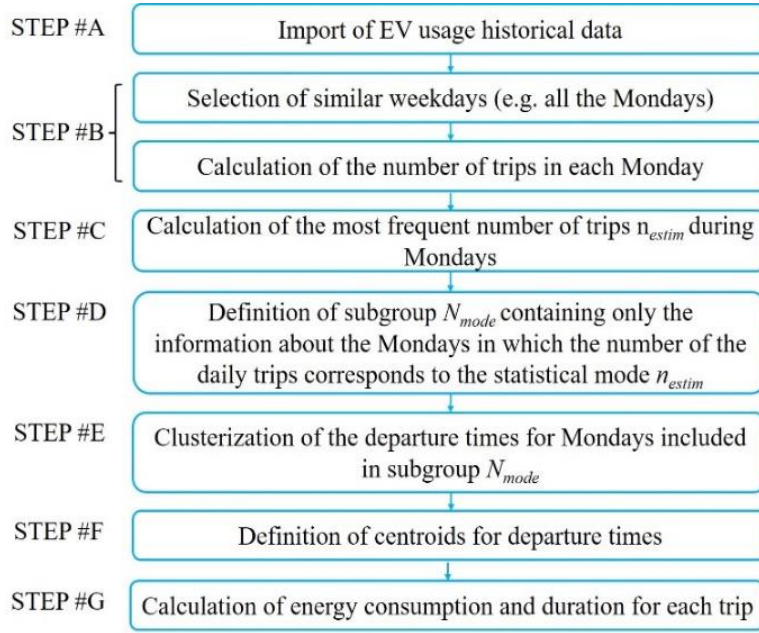 STEP #A
Import of EV usage historical data
STEP #B
Selection of similar weekdays (e.g. all the Mondays)
Calculation of the number of trips in each Monday
STEP #C
Calculation of the most frequent number of trips n_estim during
Mondays
STEP #D
Definition of subgroup N_mode containing only the
information about the Mondays in which the number of the
daily trips corresponds to the statistical mode n_estim
STEP #E
Clusterization of the departure times for Mondays included
in subgroup N_mode
STEP #F
Definition of centroids for departure times
STEP #G
Calculation of energy consumption and duration for each trip